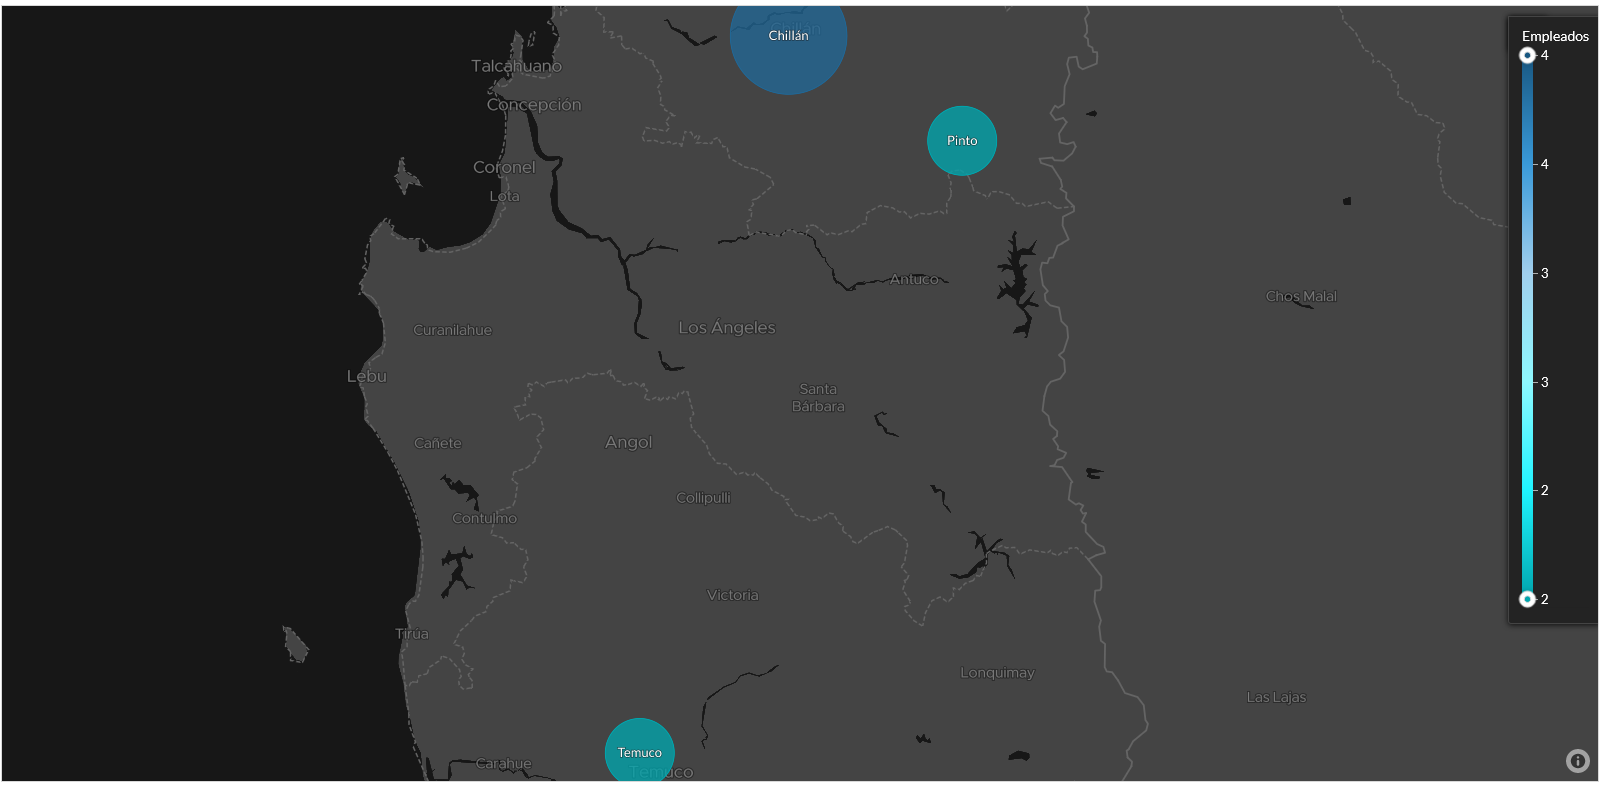 Chillán
Chillán
Empleados
4
Talcahuano
Concepción
Pinto
4
Coronel
Lota
3
Antuco
Chos Malal
Curanilahue
Los Ángeles
Lebu
3
Santa
Bárbara
Cañete
Angol
2
Collipulli
Contulmo
Victoria
2
Tirúa
Lonquimay
Las Lajas
Temuco
Carahue
Temuco